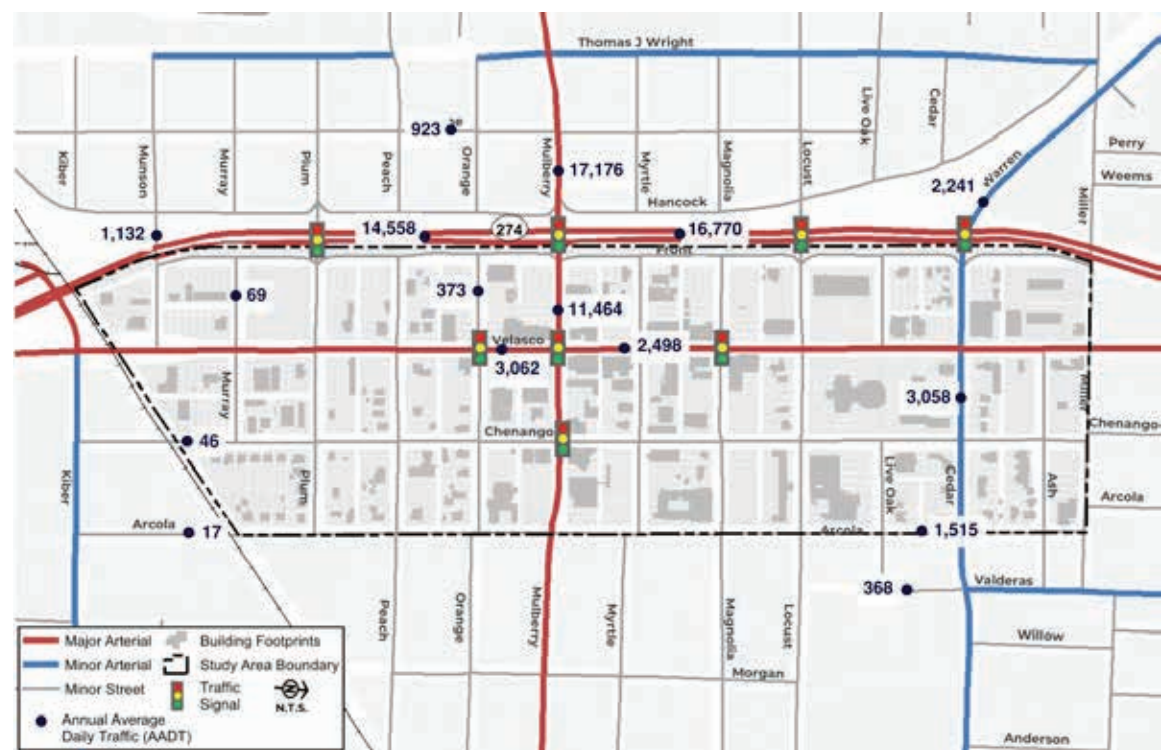 Thomas J Wright
923
Kiber
Munson
Murray
Plum
Peach
Orange
Mulberry
17,176
Myrtle
Magnolia
Locust
Live Oak
Cedar
Perry
Weems
Hancock
2,241
Warren
Miller
1,132
14,558
274
16,770
Front
69
373
11,464
Velasco
3,062
2,498
Murray
3,058
Miller
Chenango
Chenango
46
Kiber
Plum
Live Oak
Cedar
Ash
Arcola
Arcola
17
Arcola
1,515
368
Valderas
Peach
Orange
Mulberry
Myrtle
Magnolia
Locust
Willow
Morgan
Anderson
Major Arterial
Building Footprints
Minor Arterial
Study Area Boundary
Minor Street
Traffic
Signal
N
N.T.S.
Annual Average
Daily Traffic (AADT)